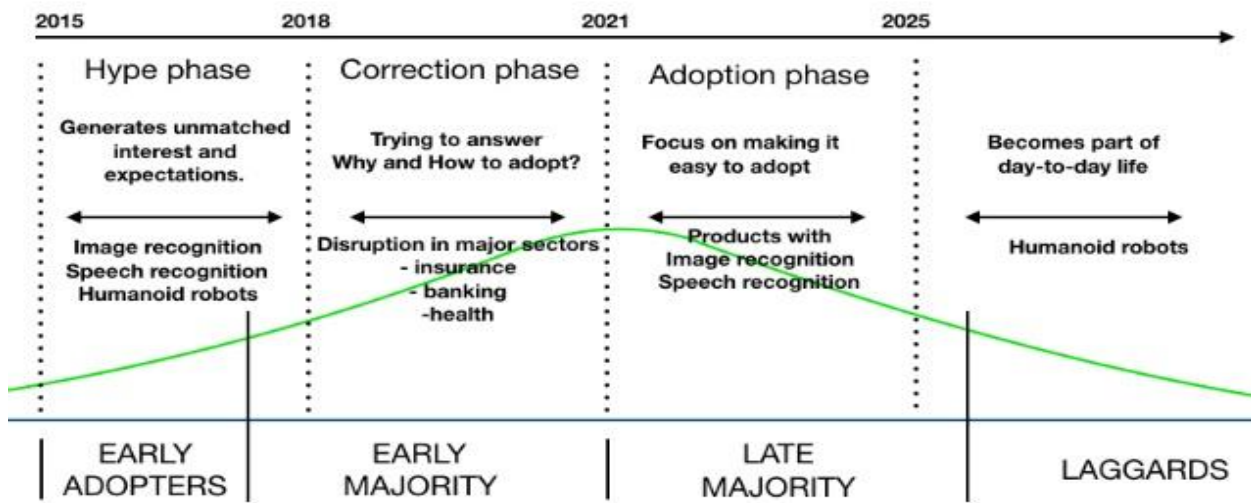 2015
2018
2021
2025
Hype phase
Correction phase
Adoption phase
Generates unmatched
interest and
expectations.
Trying to answer
Why and How to adopt?
Focus on making it
easy to adopt
Becomes part of
day-to-day life
Image recognition
Speech recognition
Humanoid robots
Disruption in major sectors
- insurance
- banking
-health
Products with
Image recognition
Speech recognition
Humanoid robots
EARLY
ADOPTERS
EARLY
MAJORITY
LATE
MAJORITY
LAGGARDS